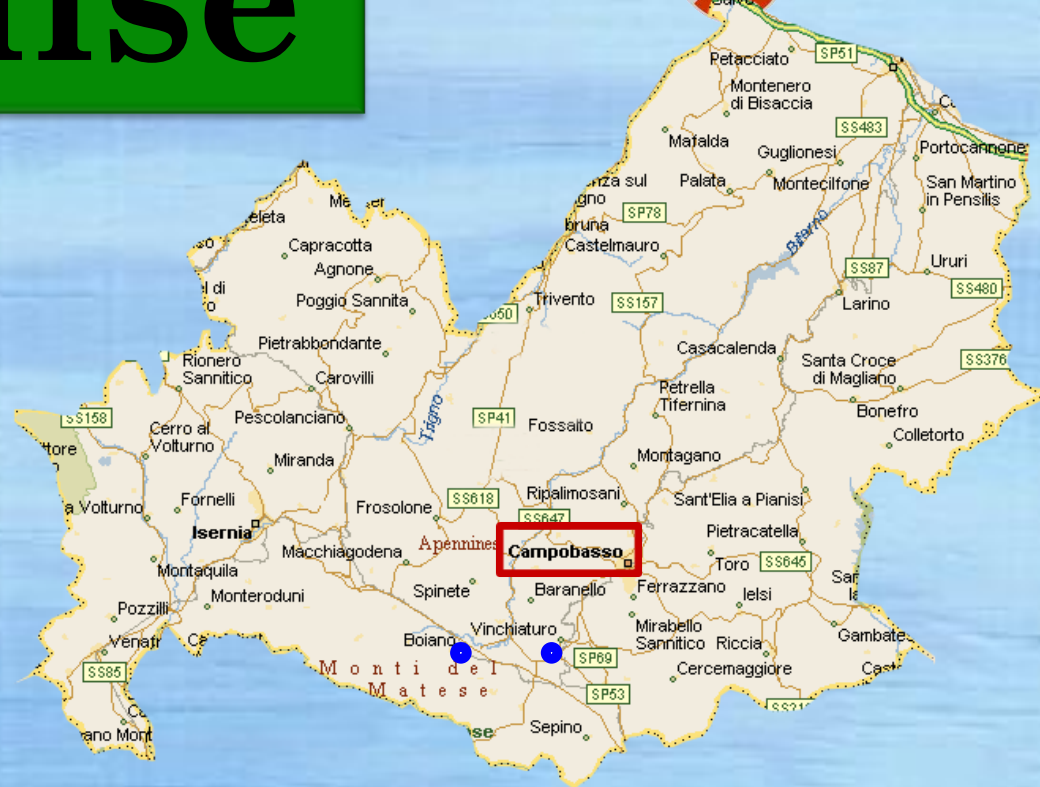 Petacciato
SP51
Montenero
di Bisaccia
SS483
Mafalda
Guglionesi
Portocannone
Palata
Montecilfone
San Martino
in Pensilis
SP78
Castelmauro
Biferno
Capracotta
Agnone
Ururi
SS87
SS480
Poggio Sannita
Trivento
SS157
Larino
Pietrabbondante
Casacalenda
Rionero
Sannitico
Carovilli
Santa Croce
di Magliano
SS376
Petrella
Tifernina
Bonefro
SS158
Pescolanciano
Trigno
SP41
Fossalto
Cerro al
Volturno
Colletorto
Miranda
Montagano
Fornelli
SS618
Ripalimosani
Sant'Elia a Pianisi
a Volturno
Frosolone
SS647
Isernia
Pietracatella
Macchiagodena
Apennines
Campobasso
Toro
SS645
Montaquila
Spinete
Baranello
Ferrazzano
Ielsi
Monteroduni
Pozzilli
Vinchiaturo
Mirabello
Sannitico
Riccia
Boiano
SP69
SS85
Monti del
Matese
Cercemaggiore
SP53
Sepino